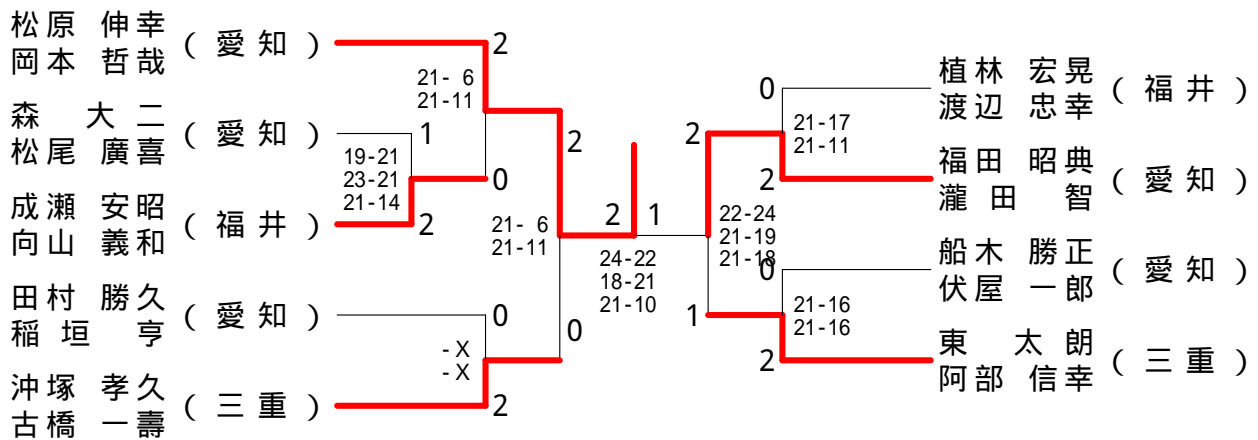 松原 伸幸
岡本 哲哉
( 愛知 )
2
21- 6
21-11
森 大二
松尾 廣喜
( 愛知 )
1
19-21
23-21
21-14
0
成瀬 安昭
向山 義和
( 福井 )
2
2
21- 6
21-11
田村 勝久
稲垣 亨
( 愛知 )
0
- X
- X
0
沖塚 孝久
古橋 一壽
( 三重 )
2
2
1
24-22
18-21
21-10
植林 宏晃
渡辺 忠幸
( 福井 )
0
21-17
21-11
2
福田 昭典
瀧田 智
( 愛知 )
2
22-24
21-19
21-18
船木 勝正
伏屋 一郎
( 愛知 )
0
21-16
21-16
1
東 太朗
阿部 信幸
( 三重 )
2